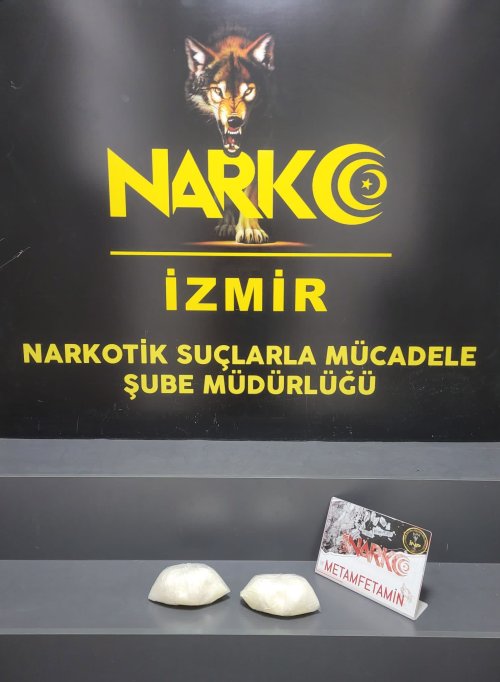 NARKO
İZMİR
NARKOTİK SUÇLARLA MÜCADELE
ŞUBE MÜDÜRLÜĞÜ
NARKO
METAMFETAMİN